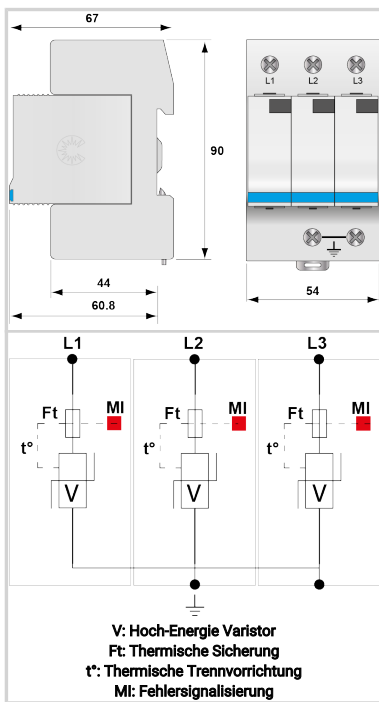 67
L1 L2 L3
90
44
60.8
54
L1 L2 L3
Ft MI Ft MI Ft MI
t° t° t°
V V V
V: Hoch-Energie Varistor
Ft: Thermische Sicherung
t°: Thermische Trennvorrichtung
MI: Fehlersignalisierung